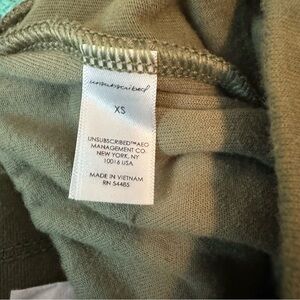 unsubscribed
XS
UNSUBSCRIBED™AEO
MANAGEMENT CO.
NEW YORK, NY
10016 USA
MADE IN VIETNAM
RN 54485